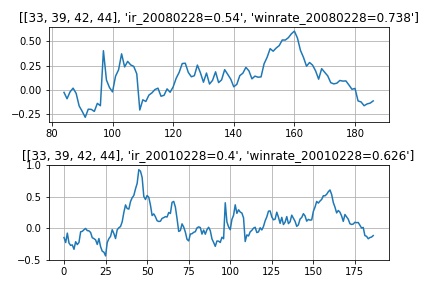 [[33, 39, 42, 44], 'ir_20080228=0.54', 'winrate_20080228=0.738']
0.50
0.25
0.00
−0.25
80 100 120 140 160 180
[[33, 39, 42, 44], 'ir_20010228=0.4', 'winrate_20010228=0.626']
1.0
0.5
0.0
−0.5
0 25 50 75 100 125 150 175